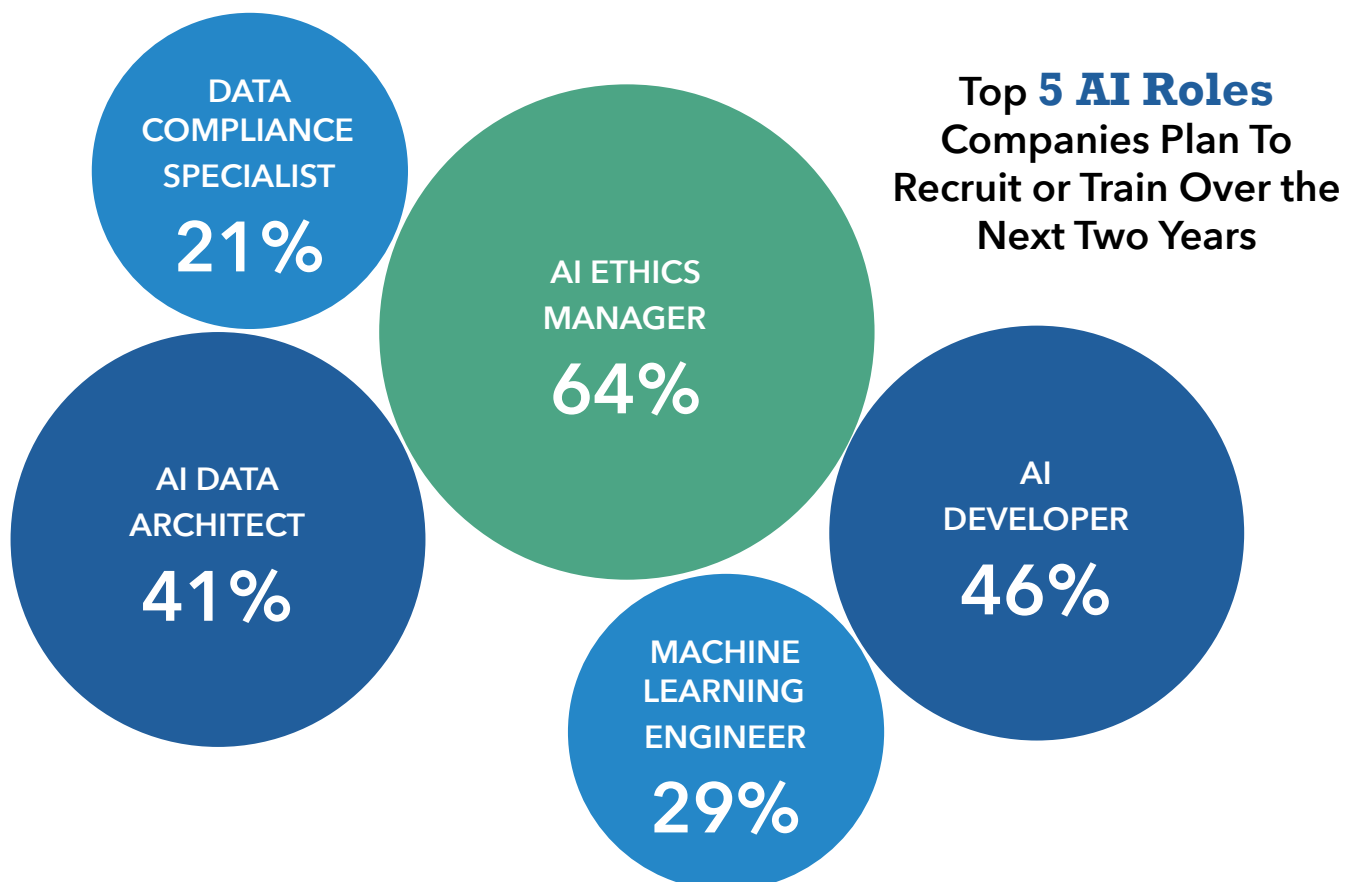 Top 5 AI Roles
Companies Plan To
Recruit or Train Over the
Next Two Years
DATA
COMPLIANCE
SPECIALIST
21%
AI ETHICS
MANAGER
64%
AI DATA
ARCHITECT
41%
AI
DEVELOPER
46%
MACHINE
LEARNING
ENGINEER
29%